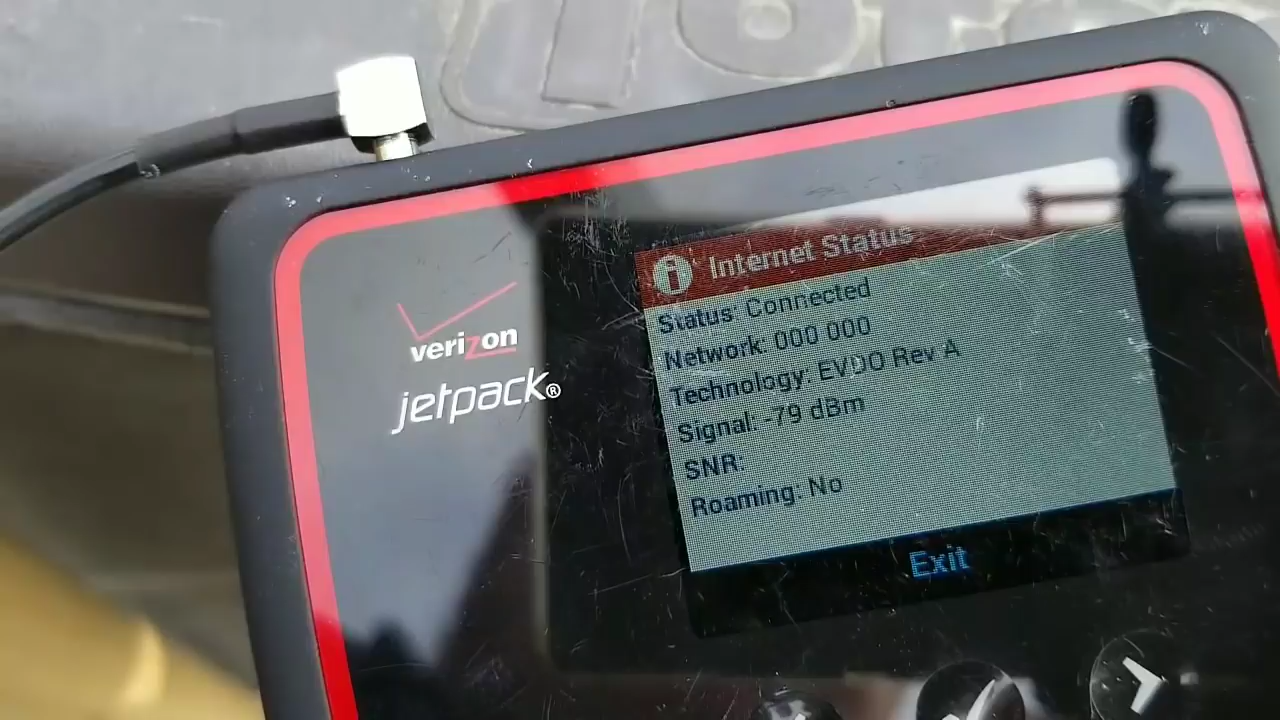 verizon
jetpack®
Internet Status
Status: Connected
Network: 000 000
Technology: EVDO Rev A
Signal: -79 dBm
SNR:
Roaming: No
Exit